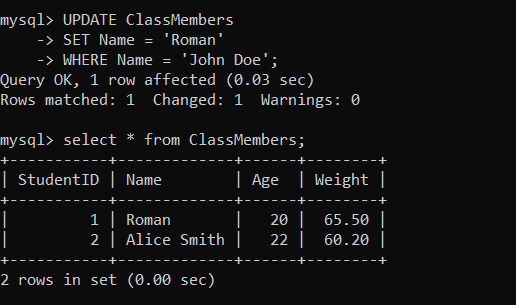 mysql> UPDATE ClassMembers
    -> SET Name = 'Roman'
    -> WHERE Name = 'John Doe';
Query OK, 1 row affected (0.03 sec)
Rows matched: 1  Changed: 1  Warnings: 0

mysql> select * from ClassMembers;
+-----------+-------------+------+--------+
| StudentID | Name        | Age  | Weight |
+-----------+-------------+------+--------+
|         1 | Roman       |   20 |  65.50 |
|         2 | Alice Smith |   22 |  60.20 |
+-----------+-------------+------+--------+
2 rows in set (0.00 sec)